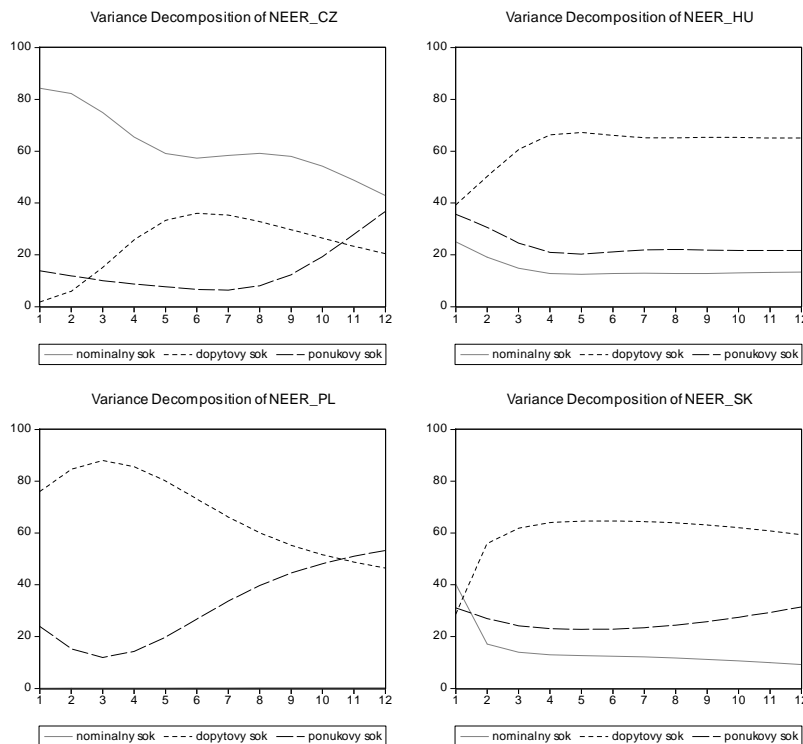 Variance Decomposition of NEER_CZ
100
80
60
40
20
0
1 2 3 4 5 6 7 8 9 10 11 12
nominalny sok dopytovy sok ponukovy sok
Variance Decomposition of NEER_HU
100
80
60
40
20
0
1 2 3 4 5 6 7 8 9 10 11 12
nominalny sok dopytovy sok ponukovy sok
Variance Decomposition of NEER_PL
100
80
60
40
20
0
1 2 3 4 5 6 7 8 9 10 11 12
nominalny sok dopytovy sok ponukovy sok
Variance Decomposition of NEER_SK
100
80
60
40
20
0
1 2 3 4 5 6 7 8 9 10 11 12
nominalny sok dopytovy sok ponukovy sok